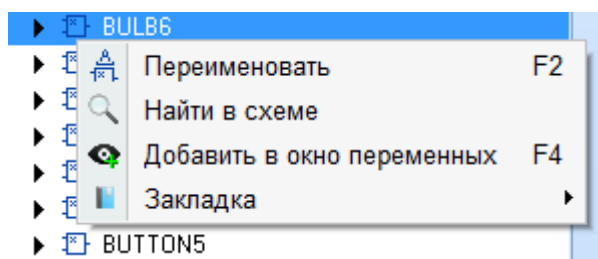 BULB6
Переименовать F2
Найти в схеме
Добавить в окно переменных F4
Закладка
BUTTON5